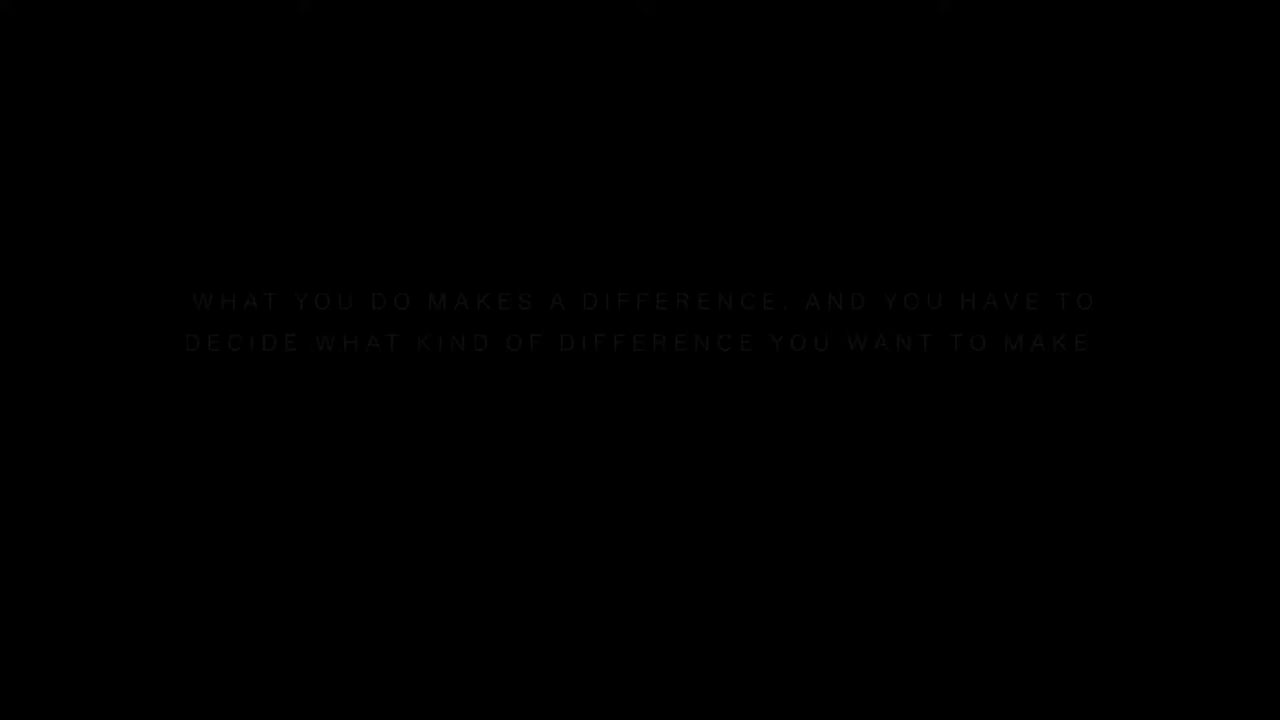 WHAT YOU DO MAKES A DIFFERENCE, AND YOU HAVE TO
DECIDE WHAT KIND OF DIFFERENCE YOU WANT TO MAKE